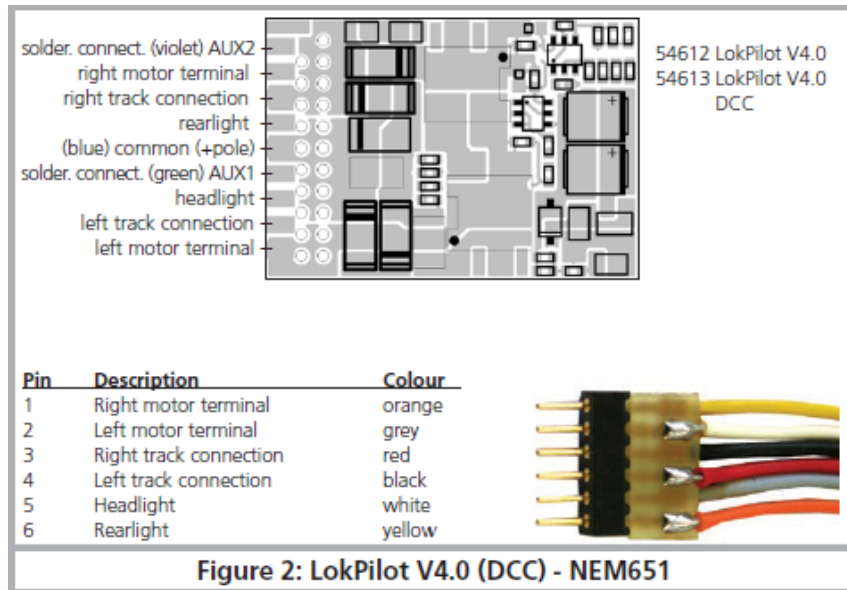 solder. connect. (violet) AUX2
right motor terminal
right track connection
rearlight
(blue) common (+pole)
solder. connect. (green) AUX1
headlight
left track connection
left motor terminal
+
+
54612 LokPilot V4.0
54613 LokPilot V4.0
DCC
Pin Description Colour
1 Right motor terminal orange
2 Left motor terminal grey
3 Right track connection red
4 Left track connection black
5 Headlight white
6 Rearlight yellow
Figure 2: LokPilot V4.0 (DCC) - NEM651